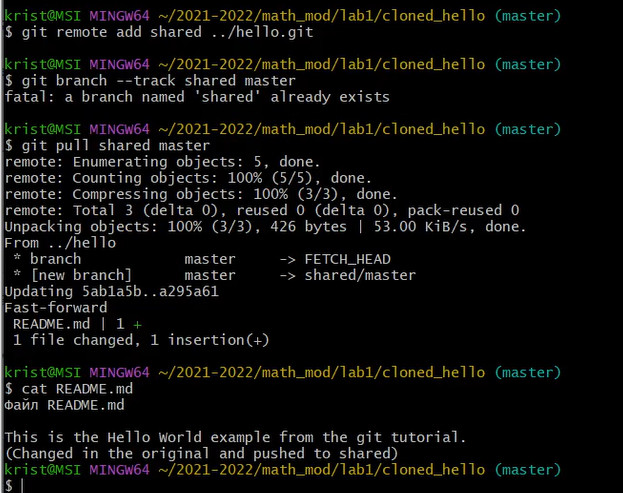 krist@MSI MINGW64 ~/2021-2022/math_mod/lab1/cloned_hello (master)
$ git remote add shared ../hello.git

krist@MSI MINGW64 ~/2021-2022/math_mod/lab1/cloned_hello (master)
$ git branch --track shared master
fatal: a branch named 'shared' already exists

krist@MSI MINGW64 ~/2021-2022/math_mod/lab1/cloned_hello (master)
$ git pull shared master
remote: Enumerating objects: 5, done.
remote: Counting objects: 100% (5/5), done.
remote: Compressing objects: 100% (3/3), done.
remote: Total 3 (delta 0), reused 0 (delta 0), pack-reused 0
Unpacking objects: 100% (3/3), 426 bytes | 53.00 KiB/s, done.
From ../hello
 * branch            master     -> FETCH_HEAD
 * [new branch]      master     -> shared/master
Updating 5ab1a5b..a295a61
Fast-forward
 README.md | 1 +
 1 file changed, 1 insertion(+)

krist@MSI MINGW64 ~/2021-2022/math_mod/lab1/cloned_hello (master)
$ cat README.md
Файл README.md

This is the Hello World example from the git tutorial.
(Changed in the original and pushed to shared)
krist@MSI MINGW64 ~/2021-2022/math_mod/lab1/cloned_hello (master)
$